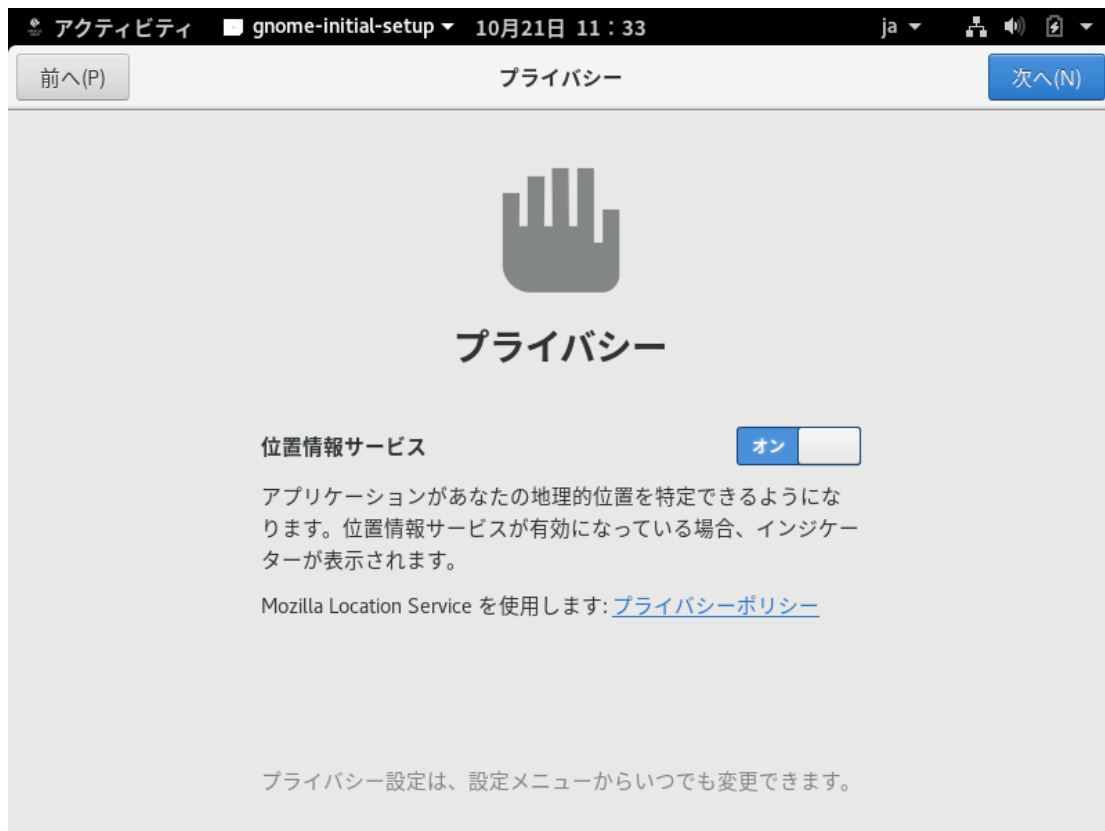 アクティビティ gnome-initial-setup 10月21日 11：33 ja
前へ(P) プライバシー 次へ(N)
プライバシー
位置情報サービス オン
アプリケーションがあなたの地理的位置を特定できるようにな
ります。位置情報サービスが有効になっている場合、インジケー
ターが表示されます。
Mozilla Location Service を使用します: プライバシーポリシー
プライバシー設定は、設定メニューからいつでも変更できます。